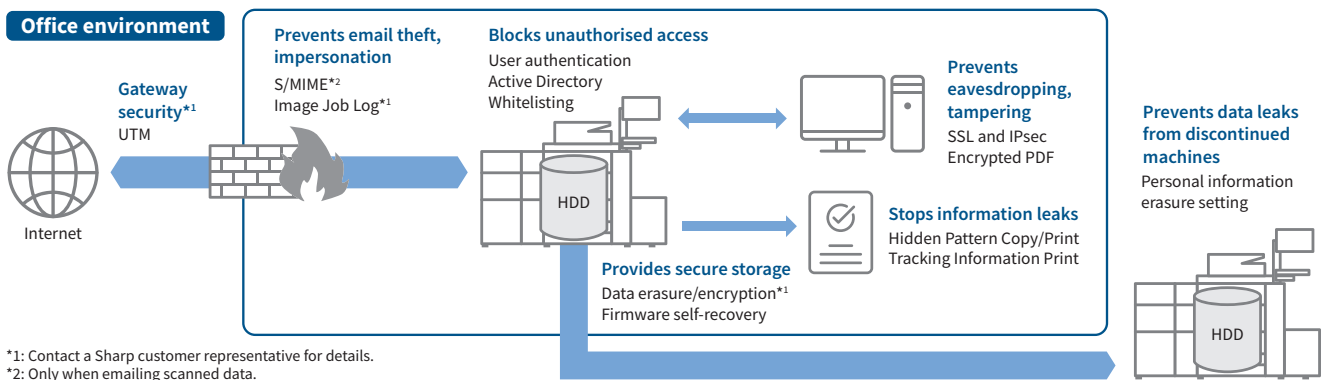 Office environment
Gateway
security*1
UTM
Internet
Prevents email theft,
impersonation
S/MIME*2
Image Job Log*1
Blocks unauthorised access
User authentication
Active Directory
Whitelisting
HDD
Prevents
eavesdropping,
tampering
SSL and IPsec
Encrypted PDF
Stops information leaks
Hidden Pattern Copy/Print
Tracking Information Print
Provides secure storage
Data erasure/encryption*1
Firmware self-recovery
Prevents data leaks
from discontinued
machines
Personal information
erasure setting
HDD
*1: Contact a Sharp customer representative for details.
*2: Only when emailing scanned data.